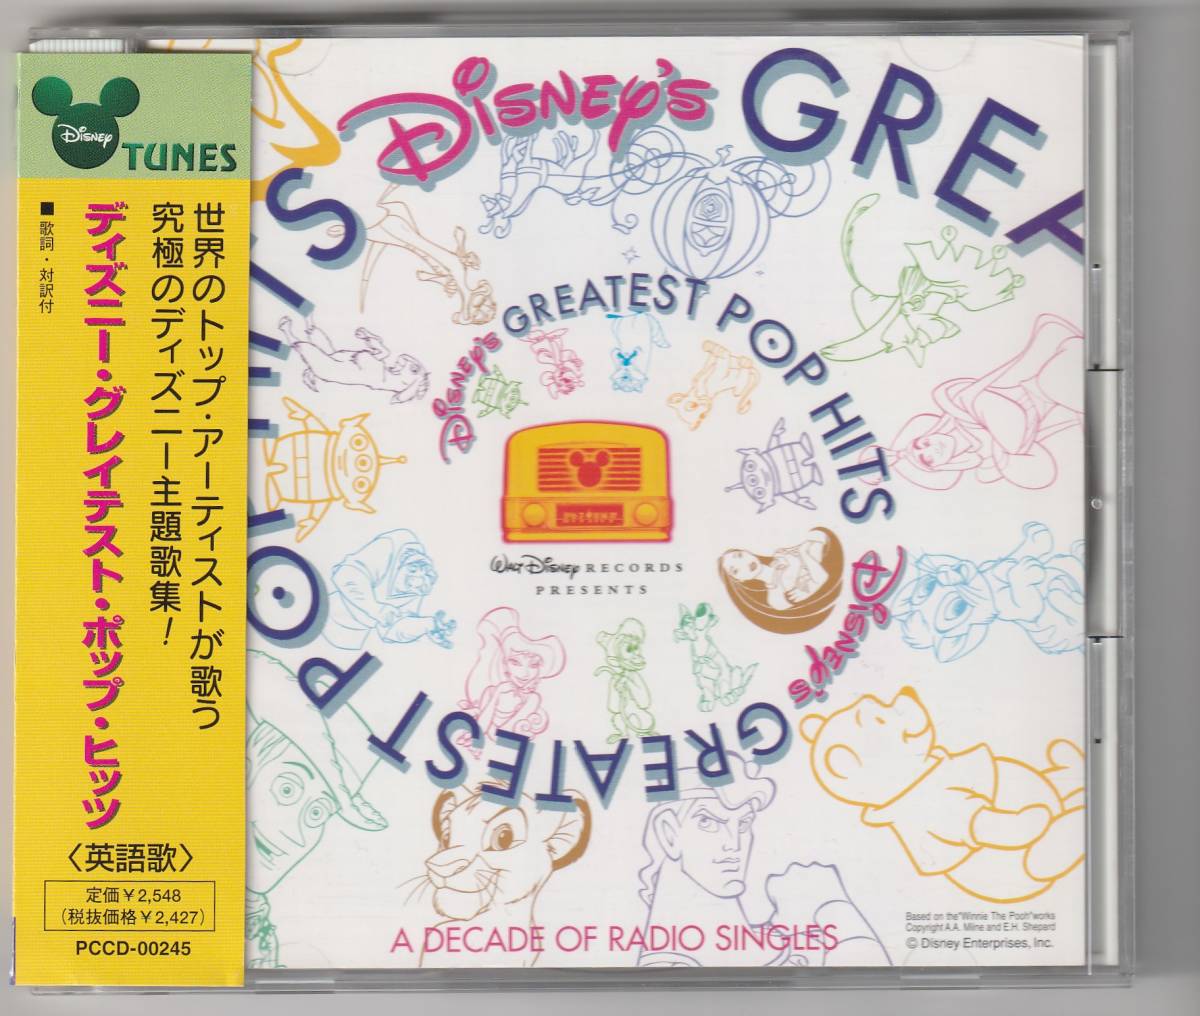 Disney
TUNES
世界のトップ・アーティストが歌う
究極のディズニー主題歌集!
ディズニー・グレイテスト・ポップ・ヒッツ
■歌詞・対訳付
〈英語歌〉
定価¥2,548
(税抜価格¥2,427)
PCCD-00245
DISNEY'S GREA
DISNEY'S GREATEST POP HITS
DISNEY'S GREATEST POP HITS
WALT DISNEY RECORDS
PRESENTS
A DECADE OF RADIO SINGLES
Based on the "Winnie The Pooh" works
Copyright A.A. Milne and E.H. Shepard
© Disney Enterprises, Inc.